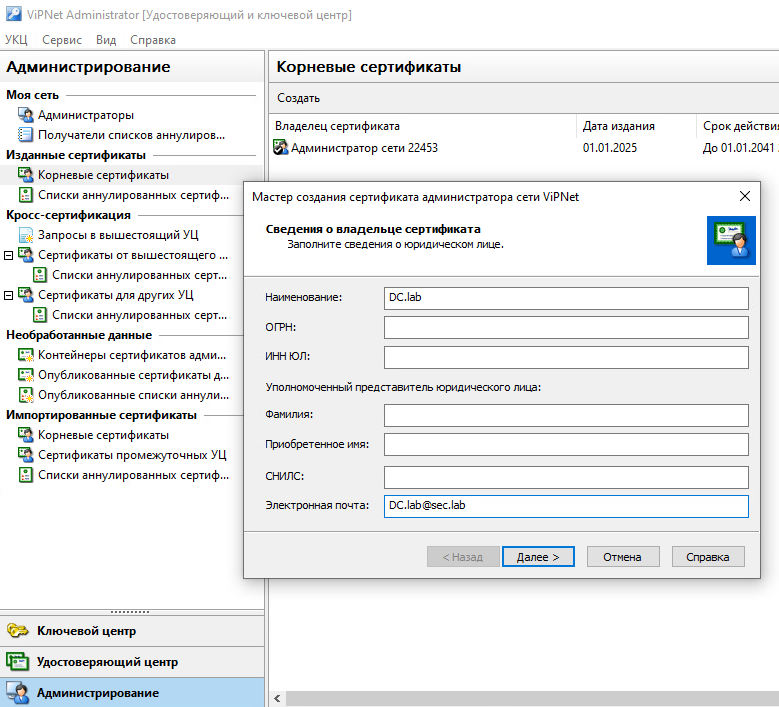 ViPNet Administrator [Удостоверяющий и ключевой центр]
УКЦ Сервис Вид Справка
Администрирование
Моя сеть
Администраторы
Получатели списков аннулиров...
Изданные сертификаты
Корневые сертификаты
Списки аннулированных сертиф...
Кросс-сертификация
Запросы в вышестоящий УЦ
Сертификаты от вышестоящего ...
Списки аннулированных серт...
Сертификаты для других УЦ
Списки аннулированных серт...
Необработанные данные
Контейнеры сертификатов адми...
Опубликованные сертификаты д...
Опубликованные списки аннули...
Импортированные сертификаты
Корневые сертификаты
Сертификаты промежуточных УЦ
Списки аннулированных сертиф...
Ключевой центр
Удостоверяющий центр
Администрирование
Корневые сертификаты
Создать
Владелец сертификата Дата издания Срок действия
Администратор сети 22453 01.01.2025 До 01.01.2041
Мастер создания сертификата администратора сети ViPNet
Сведения о владельце сертификата
Заполните сведения о юридическом лице.
Наименование: DC.lab
ОГРН:
ИНН ЮЛ:
Уполномоченный представитель юридического лица:
Фамилия:
Приобретенное имя:
СНИЛС:
Электронная почта: DC.lab@sec.lab
< Назад Далее > Отмена Справка